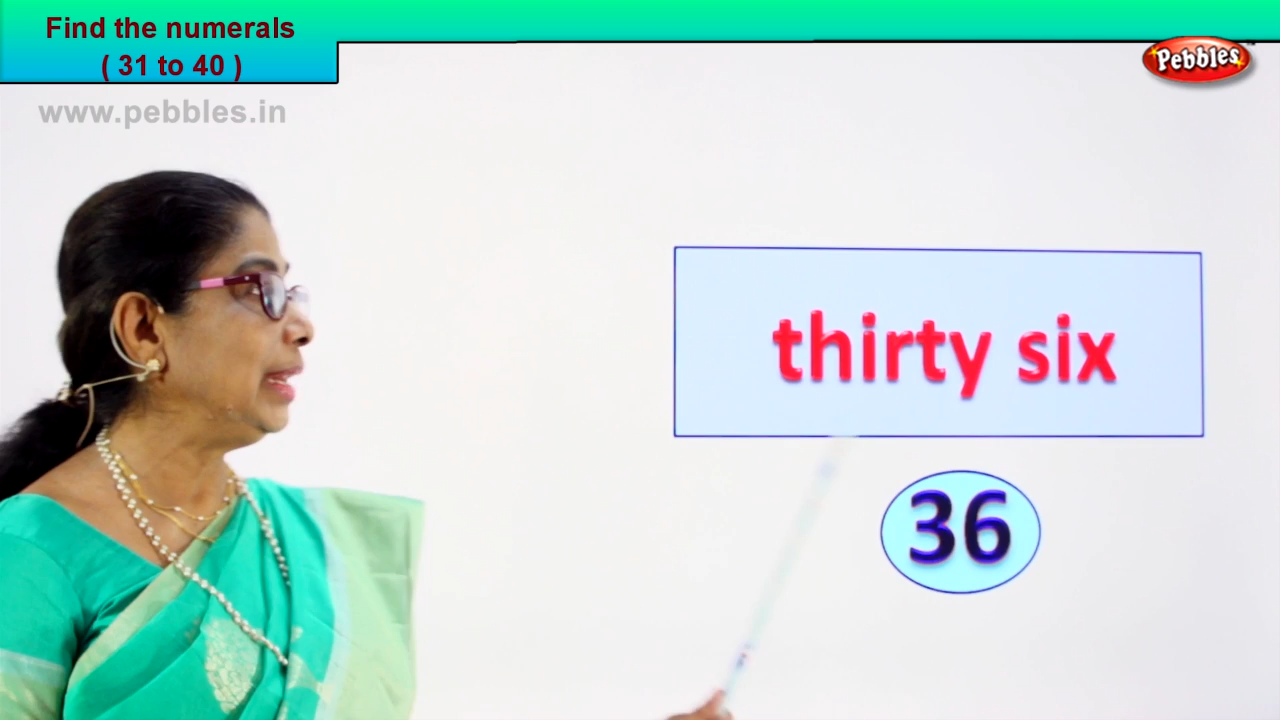 Find the numerals
( 31 to 40 )
Pebbles
www.pebbles.in
thirty six
36